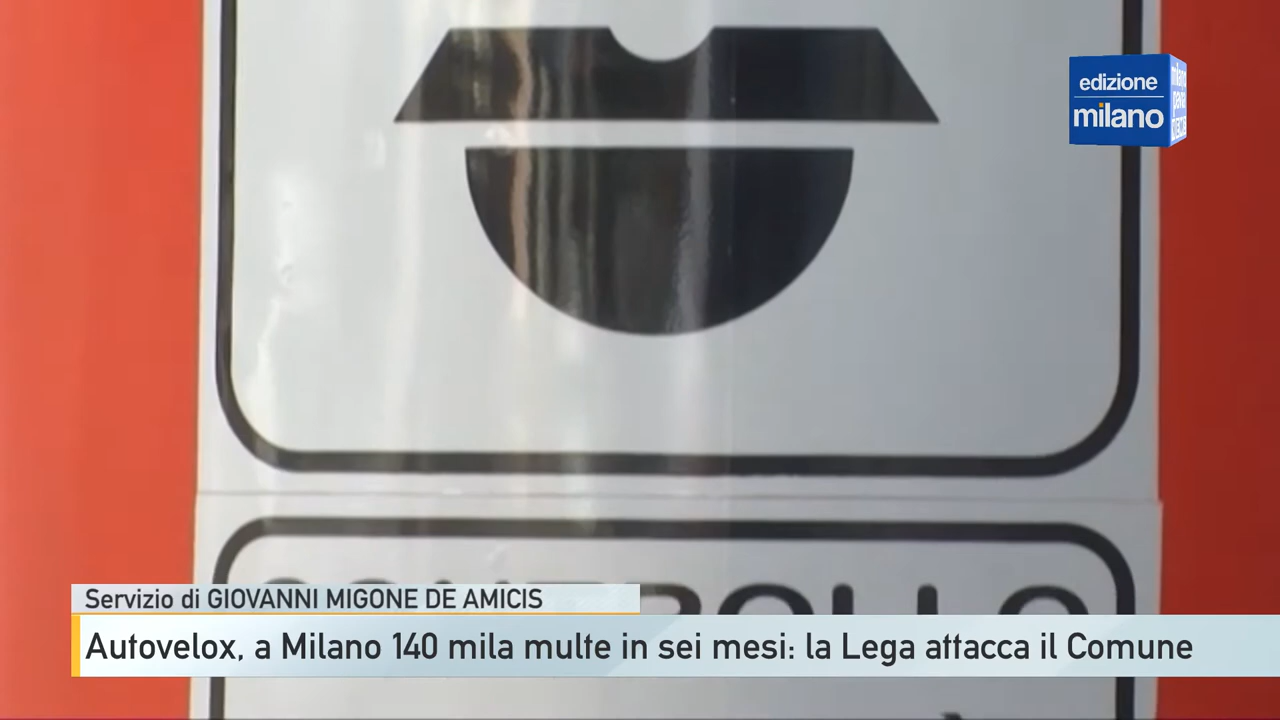 edizione
milano
Servizio di GIOVANNI MIGONE DE AMICIS
Autovelox, a Milano 140 mila multe in sei mesi: la Lega attacca il Comune